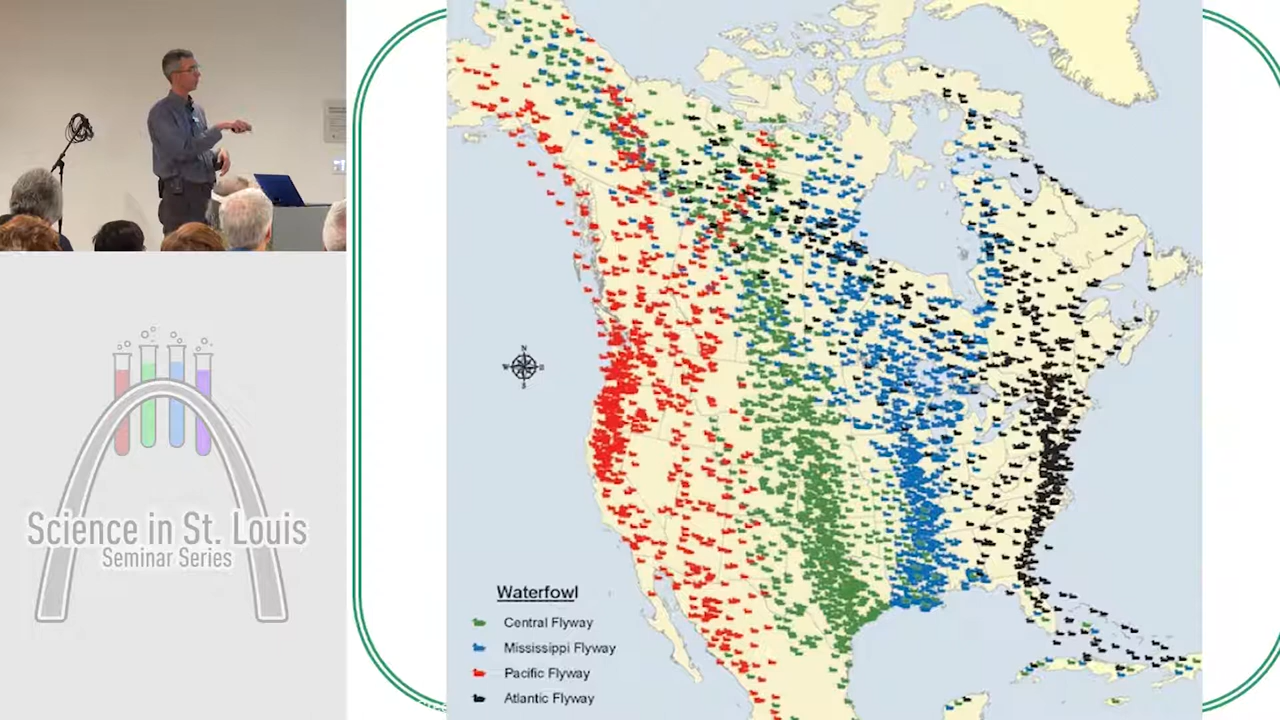 Science in St. Louis
Seminar Series
N
W
E
S
Waterfowl
Central Flyway
Mississippi Flyway
Pacific Flyway
Atlantic Flyway